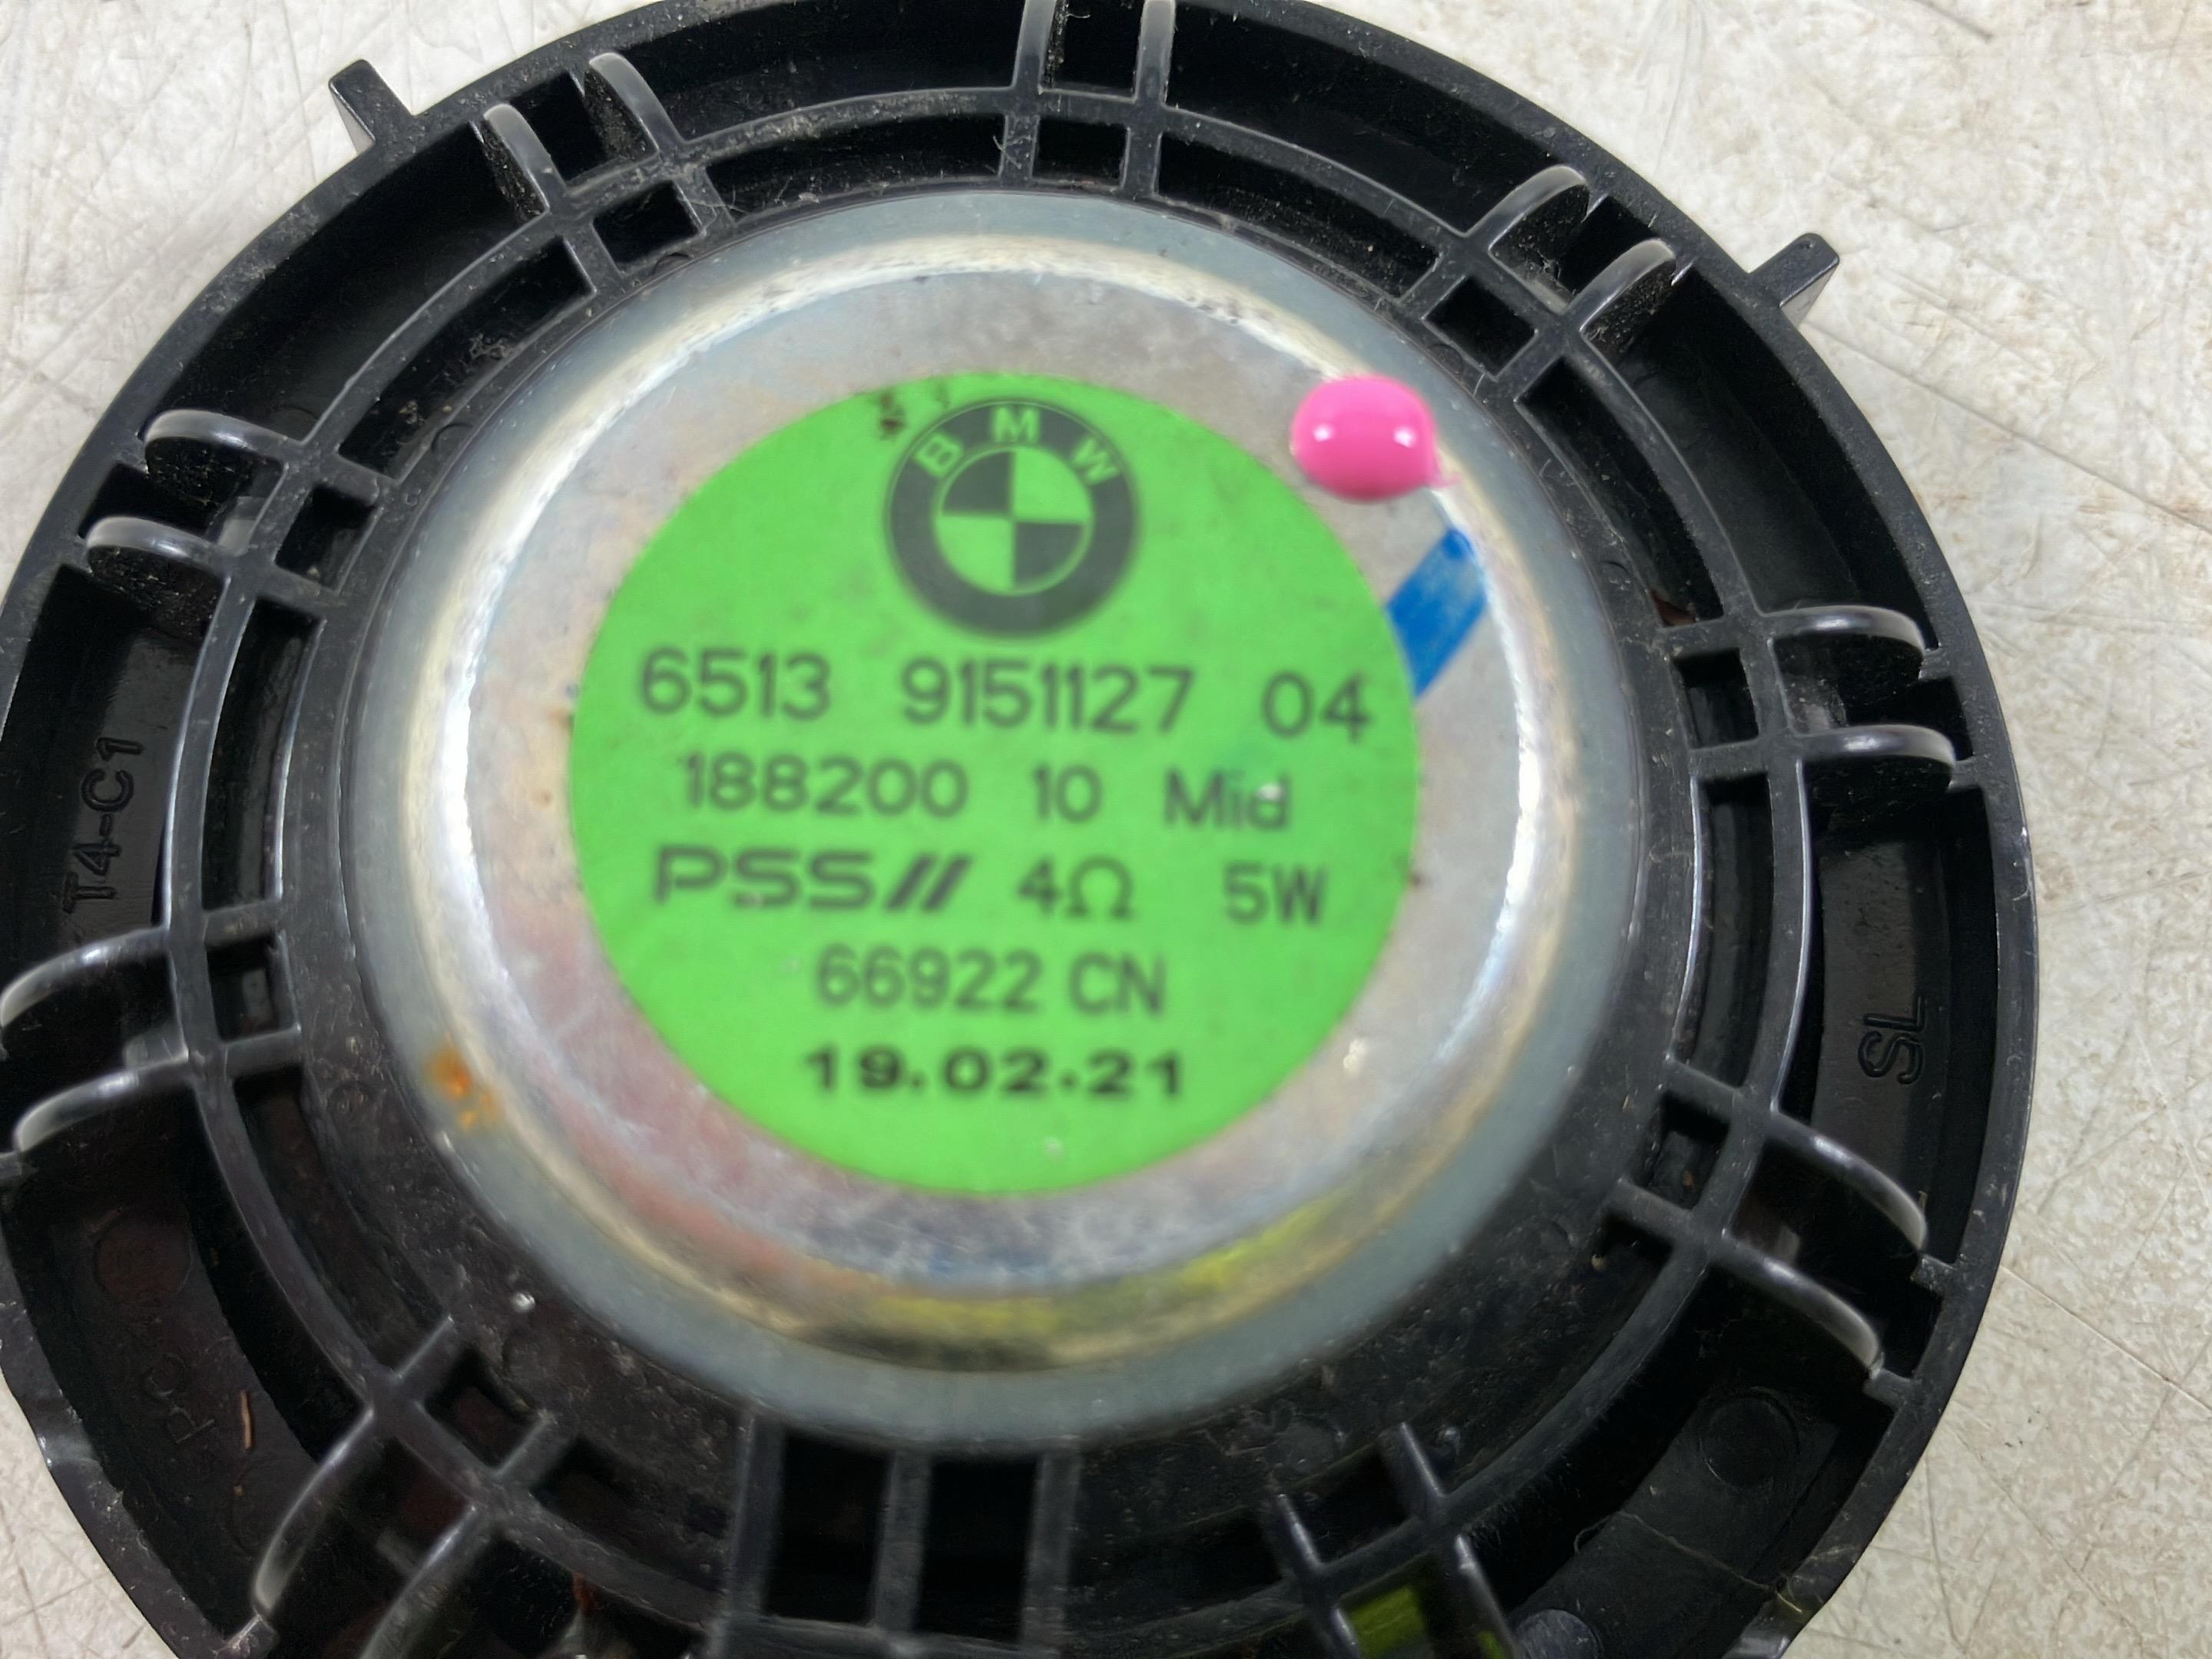 BMW
6513 9151127 04
188200 10 Mid
PSS// 4Ω 5W
66922 CN
19.02.21
T4-C1
SL